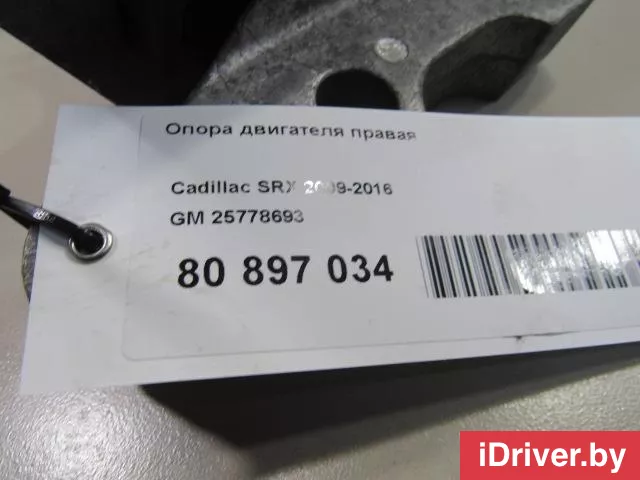 Опора двигателя правая
Cadillac SRX 2009-2016
GM 25778693
80 897 034
iDriver.by